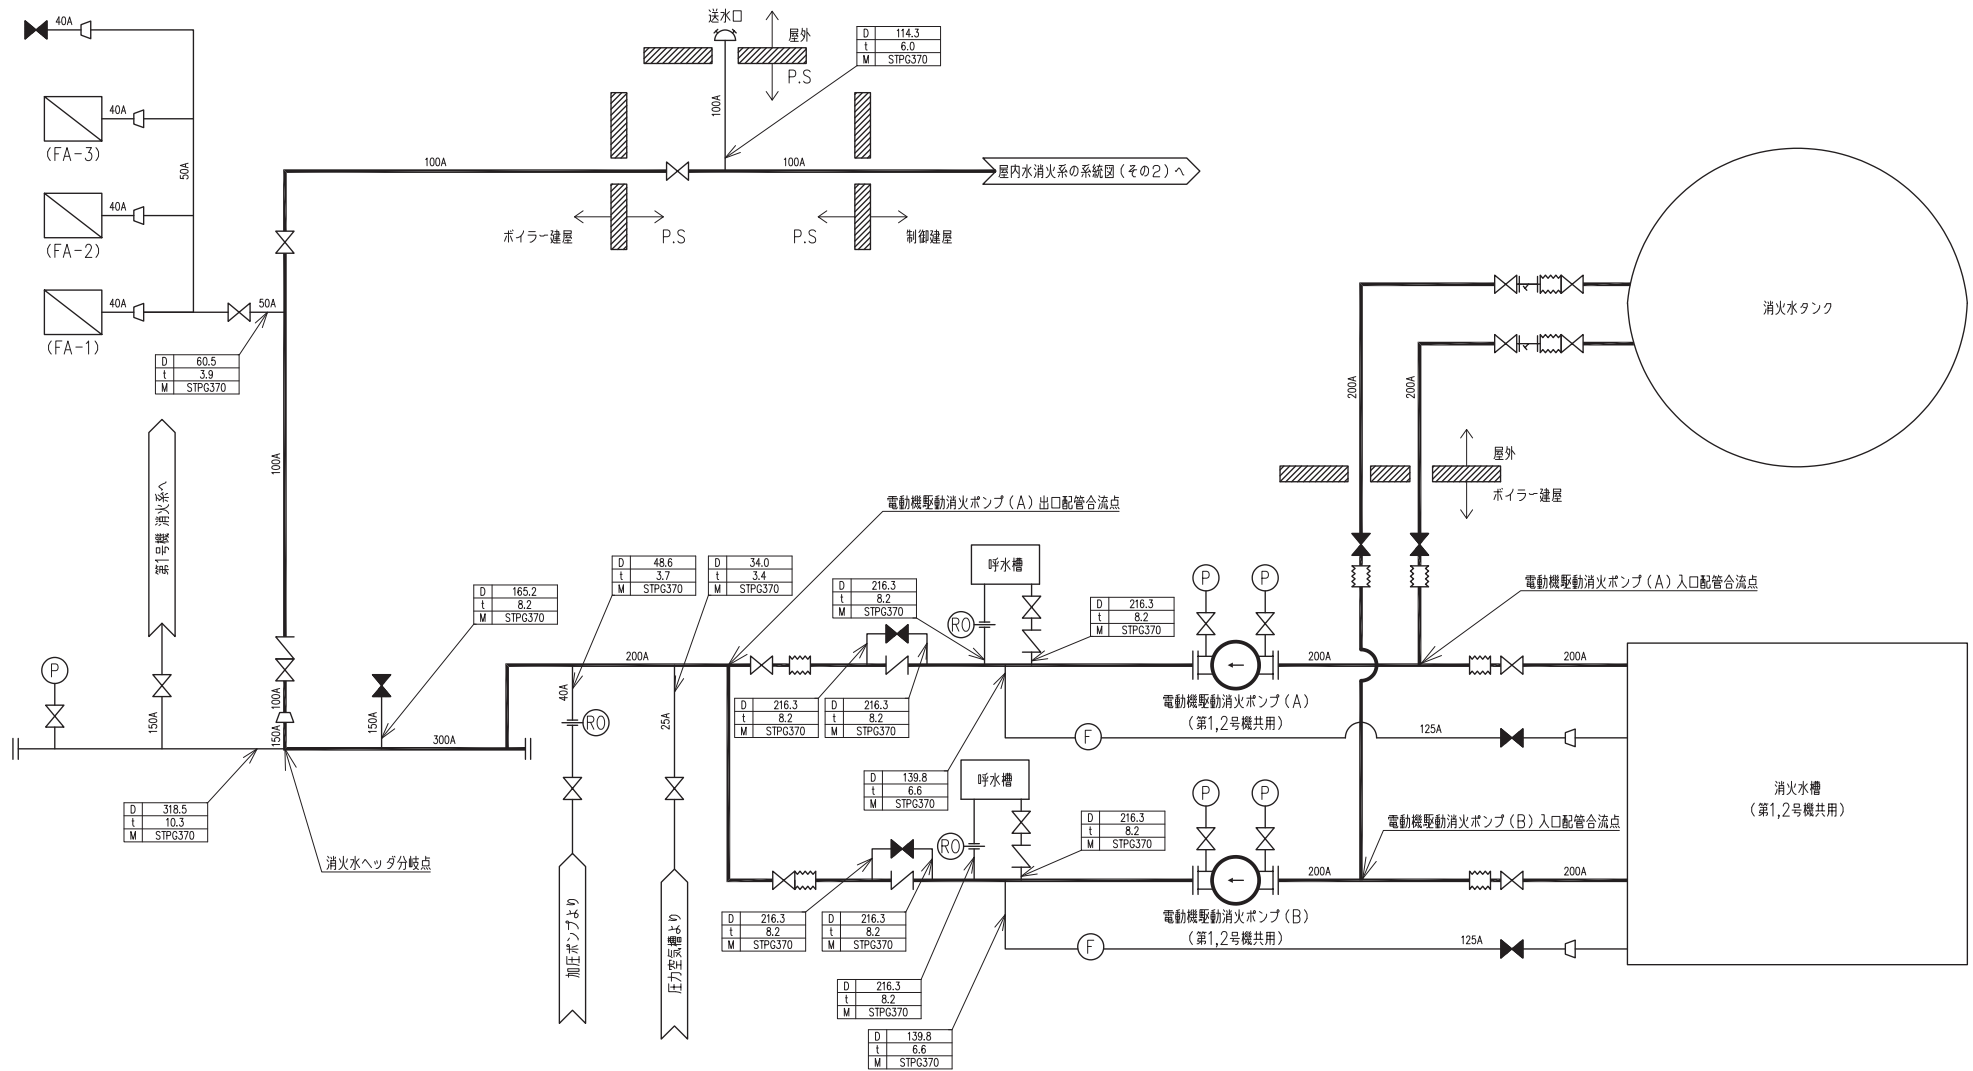 40A
送水口
屋外
P.S
D 114.3
t 6.0
M STPG370
40A
(FA-3)
100A
50A
100A
100A
屋内水消火系の系統図(その2)へ
40A
(FA-2)
ボイラー建屋
P.S
P.S
制御建屋
40A
50A
(FA-1)
消火水タンク
D 60.5
t 3.9
M STPG370
200A
200A
屋外
ボイラー建屋
100A
第1号機 消火系へ
電動機駆動消火ポンプ(A)出口配管合流点
D 48.6
t 3.7
M STPG370
D 34.0
t 3.4
M STPG370
D 165.2
t 8.2
M STPG370
D 216.3
t 8.2
M STPG370
呼水槽
RO
D 216.3
t 8.2
M STPG370
P
P
電動機駆動消火ポンプ(A)入口配管合流点
P
200A
200A
200A
40A
RO
25A
D 216.3
t 8.2
M STPG370
D 216.3
t 8.2
M STPG370
電動機駆動消火ポンプ(A)
(第1,2号機共用)
150A
100A
150A
150A
300A
F
125A
D 139.8
t 6.6
M STPG370
呼水槽
RO
D 216.3
t 8.2
M STPG370
P
P
消火水槽
(第1,2号機共用)
D 318.5
t 10.3
M STPG370
消火水ヘッダ分岐点
電動機駆動消火ポンプ(B)入口配管合流点
200A
200A
加圧ポンプより
圧力空気槽より
D 216.3
t 8.2
M STPG370
D 216.3
t 8.2
M STPG370
電動機駆動消火ポンプ(B)
(第1,2号機共用)
F
125A
D 216.3
t 8.2
M STPG370
D 139.8
t 6.6
M STPG370